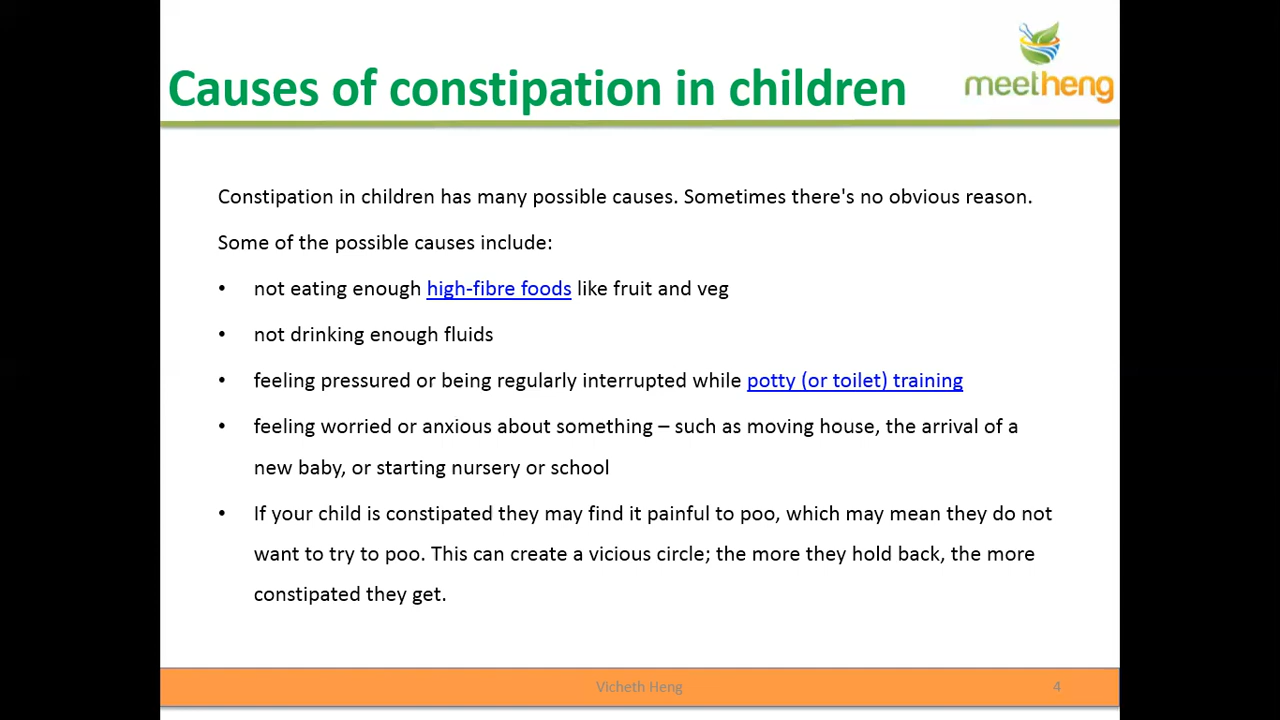 Causes of constipation in children
meetheng
Constipation in children has many possible causes. Sometimes there's no obvious reason.
Some of the possible causes include:
• not eating enough high-fibre foods like fruit and veg
• not drinking enough fluids
• feeling pressured or being regularly interrupted while potty (or toilet) training
• feeling worried or anxious about something – such as moving house, the arrival of a
new baby, or starting nursery or school
• If your child is constipated they may find it painful to poo, which may mean they do not
want to try to poo. This can create a vicious circle; the more they hold back, the more
constipated they get.
Vicheth Heng
4